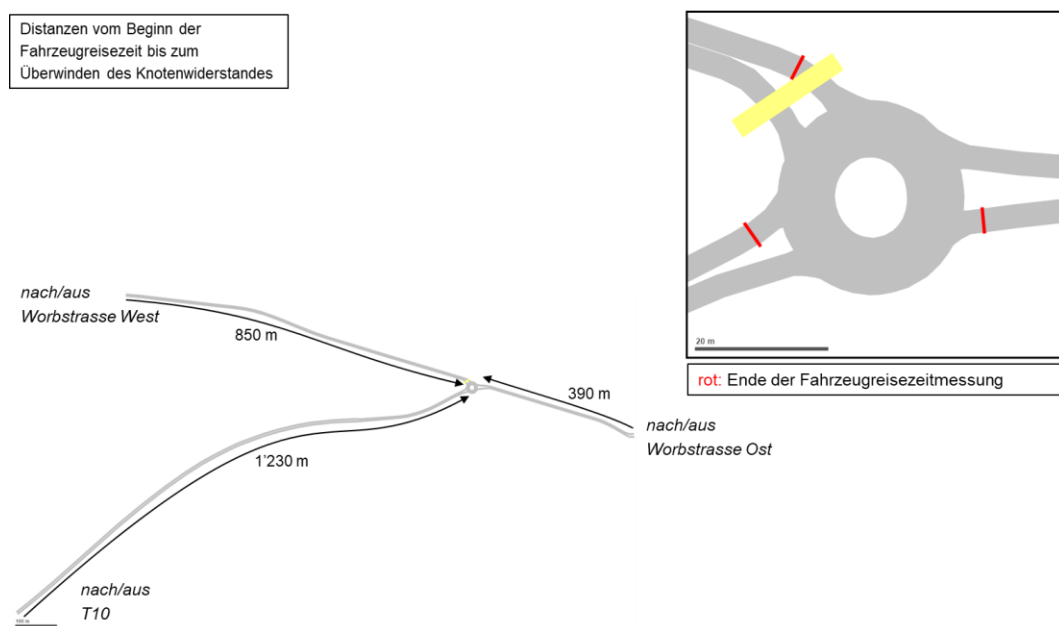 Distanzen vom Beginn der
Fahrzeugreisezeit bis zum
Überwinden des Knotenwiderstandes
20 m
rot: Ende der Fahrzeugreisezeitmessung
nach/aus
Worbstrasse West
850 m
390 m
nach/aus
Worbstrasse Ost
1'230 m
nach/aus
T10